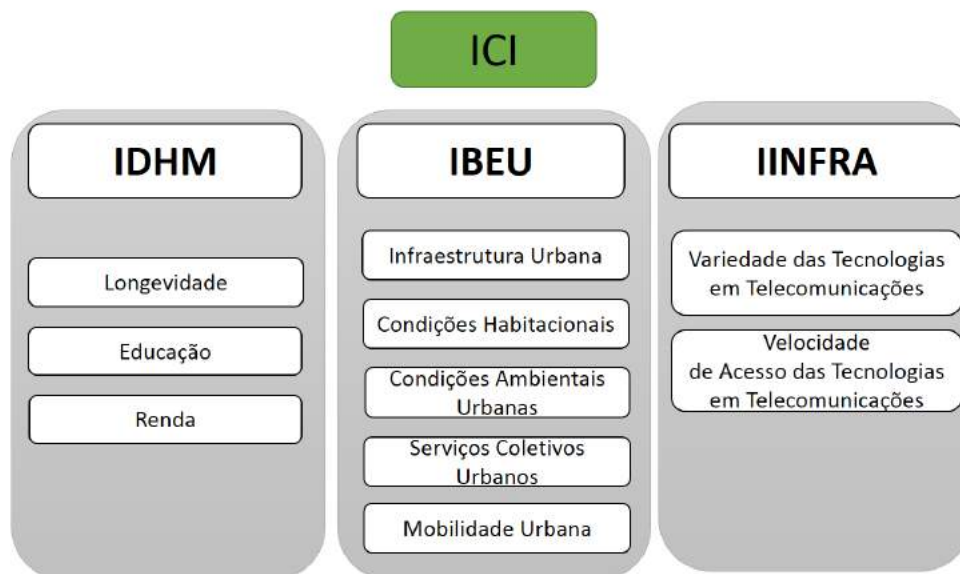 ICI
IDHM
Longevidade
Educação
Renda
IBEU
Infraestrutura Urbana
Condições Habitacionais
Condições Ambientais
Urbanas
Serviços Coletivos
Urbanos
Mobilidade Urbana
IINFRA
Variedade das Tecnologias
em Telecomunicações
Velocidade
de Acesso das Tecnologias
em Telecomunicações